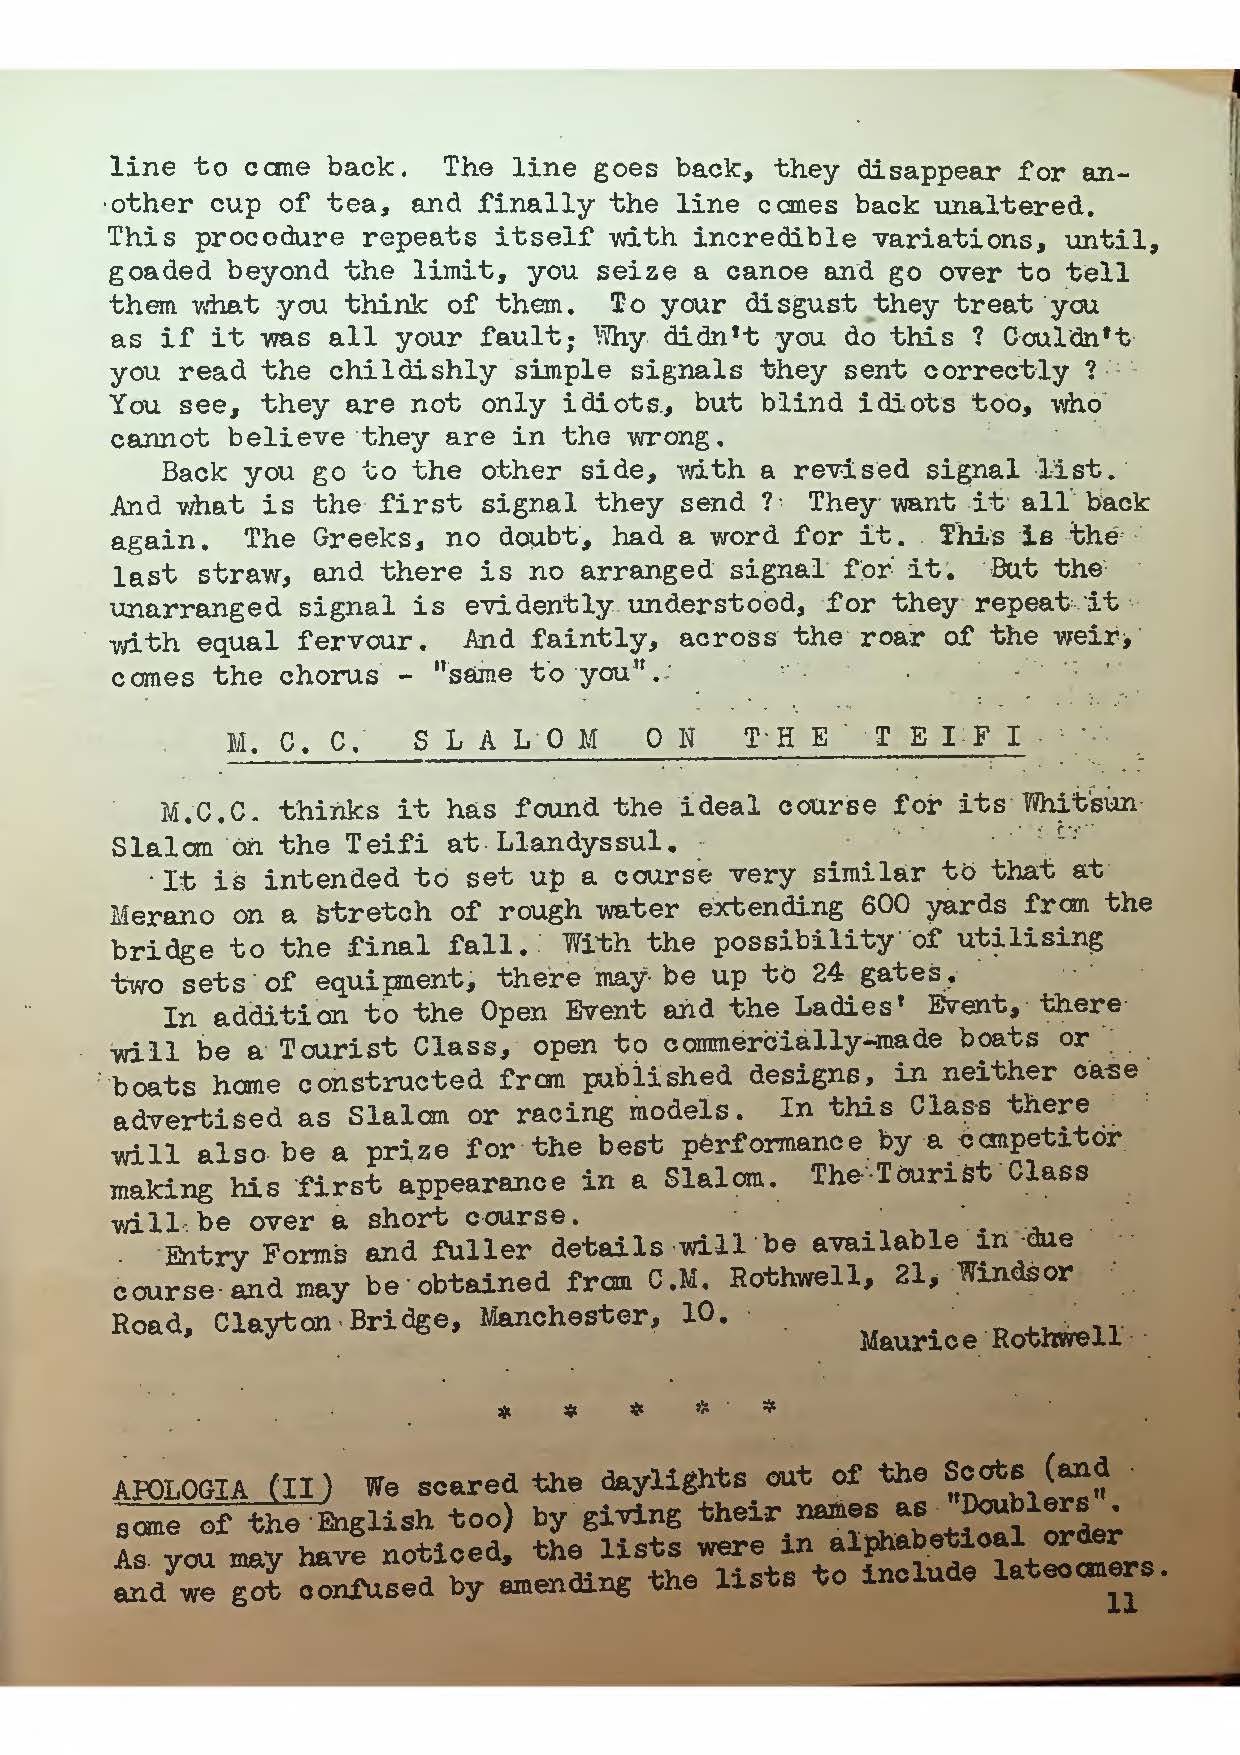 line to come back. The line goes back, they disappear for an-
other cup of tea, and finally the line comes back unaltered.
This procedure repeats itself with incredible variations, until,
goaded beyond the limit, you seize a canoe and go over to tell
them what you think of them. To your disgust they treat you
as if it was all your fault; Why didn't you do this ? Couldn't
you read the childishly simple signals they sent correctly ?
You see, they are not only idiots, but blind idiots too, who
cannot believe they are in the wrong.
Back you go to the other side, with a revised signal list.
And what is the first signal they send ? They want it all back
again. The Greeks, no doubt, had a word for it. This is the
last straw, and there is no arranged signal for it. But the
unarranged signal is evidently understood, for they repeat it
with equal fervour. And faintly, across the roar of the weir,
comes the chorus - "same to you".
M. C. C. SLALOM ON THE TEIFI
M.C.C. thinks it has found the ideal course for its Whitsun
Slalom on the Teifi at Llandyssul.
It is intended to set up a course very similar to that at
Merano on a stretch of rough water extending 600 yards from the
bridge to the final fall. With the possibility of utilising
two sets of equipment, there may be up to 24 gates.
In addition to the Open Event and the Ladies' Event, there
will be a Tourist Class, open to commercially-made boats or
boats home constructed from published designs, in neither case
advertised as Slalom or racing models. In this Class there
will also be a prize for the best performance by a competitor
making his first appearance in a Slalom. The Tourist Class
will be over a short course.
Entry Forms and fuller details will be available in due
course and may be obtained from C.M. Rothwell, 21, Windsor
Road, Clayton Bridge, Manchester, 10.
Maurice Rothwell
* * * * *
APOLOGIA (II) We scared the daylights out of the Scots (and
some of the English too) by giving their names as "Doublers".
As you may have noticed, the lists were in alphabetical order
and we got confused by amending the lists to include latecomers.
11